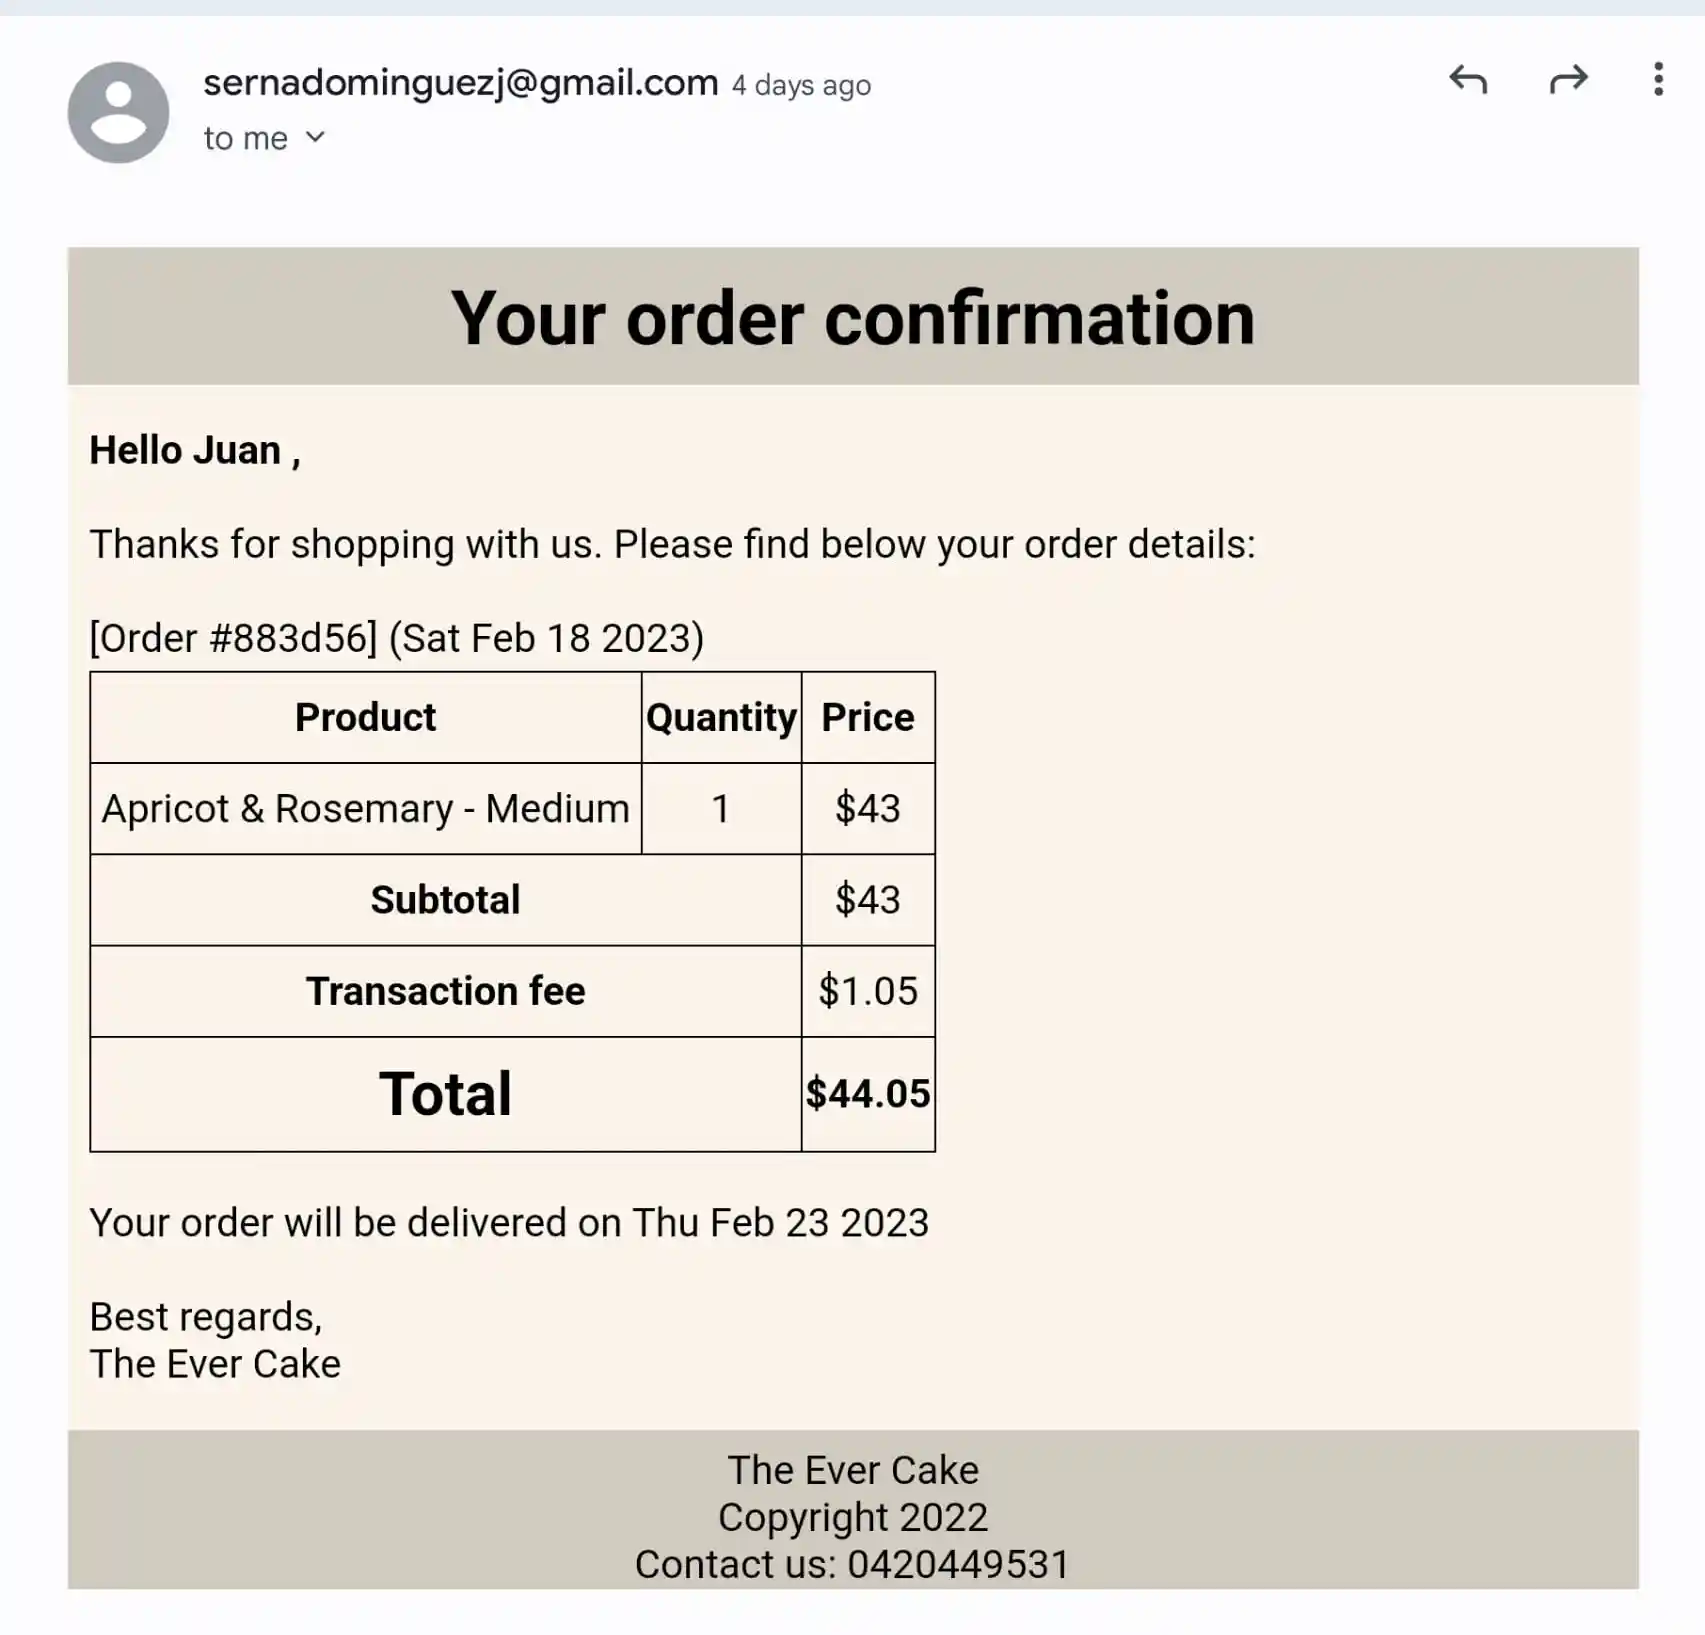 sernadominguezj@gmail.com 4 days ago
to me
Your order confirmation
Hello Juan ,
Thanks for shopping with us. Please find below your order details:
[Order #883d56] (Sat Feb 18 2023)
Product Quantity Price
Apricot & Rosemary - Medium 1 $43
Subtotal $43
Transaction fee $1.05
Total $44.05
Your order will be delivered on Thu Feb 23 2023
Best regards,
The Ever Cake
The Ever Cake
Copyright 2022
Contact us: 0420449531